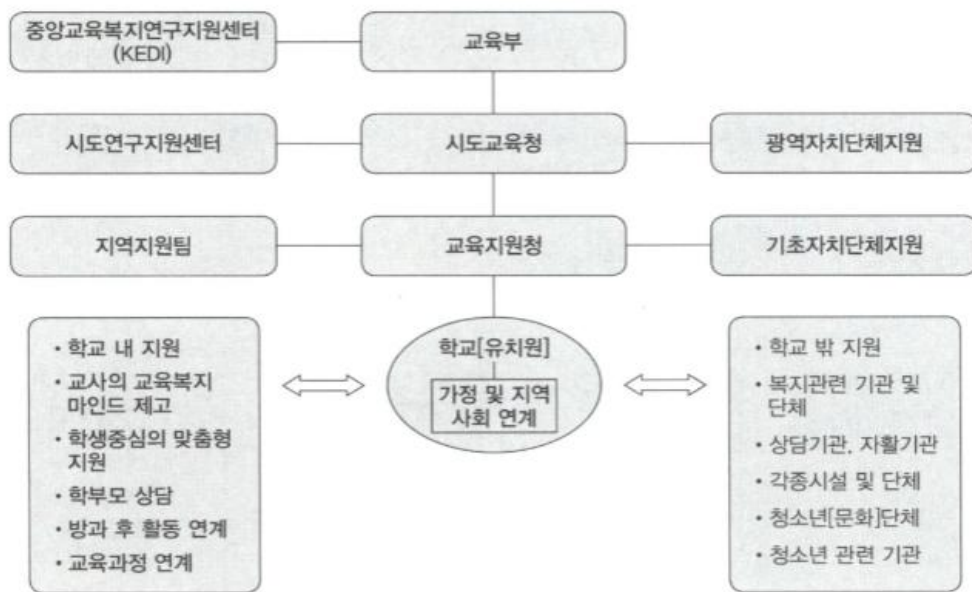 중앙교육복지연구지원센터
(KEDI)
교육부
시도연구지원센터
시도교육청
광역자치단체지원
지역지원팀
교육지원청
기초자치단체지원
• 학교 내 지원
• 교사의 교육복지
마인드 제고
• 학생중심의 맞춤형
지원
• 학부모 상담
• 방과 후 활동 연계
• 교육과정 연계
학교[유치원]
가정 및 지역
사회 연계
• 학교 밖 지원
• 복지관련 기관 및
단체
• 상담기관, 자활기관
• 각종시설 및 단체
• 청소년[문화]단체
• 청소년 관련 기관